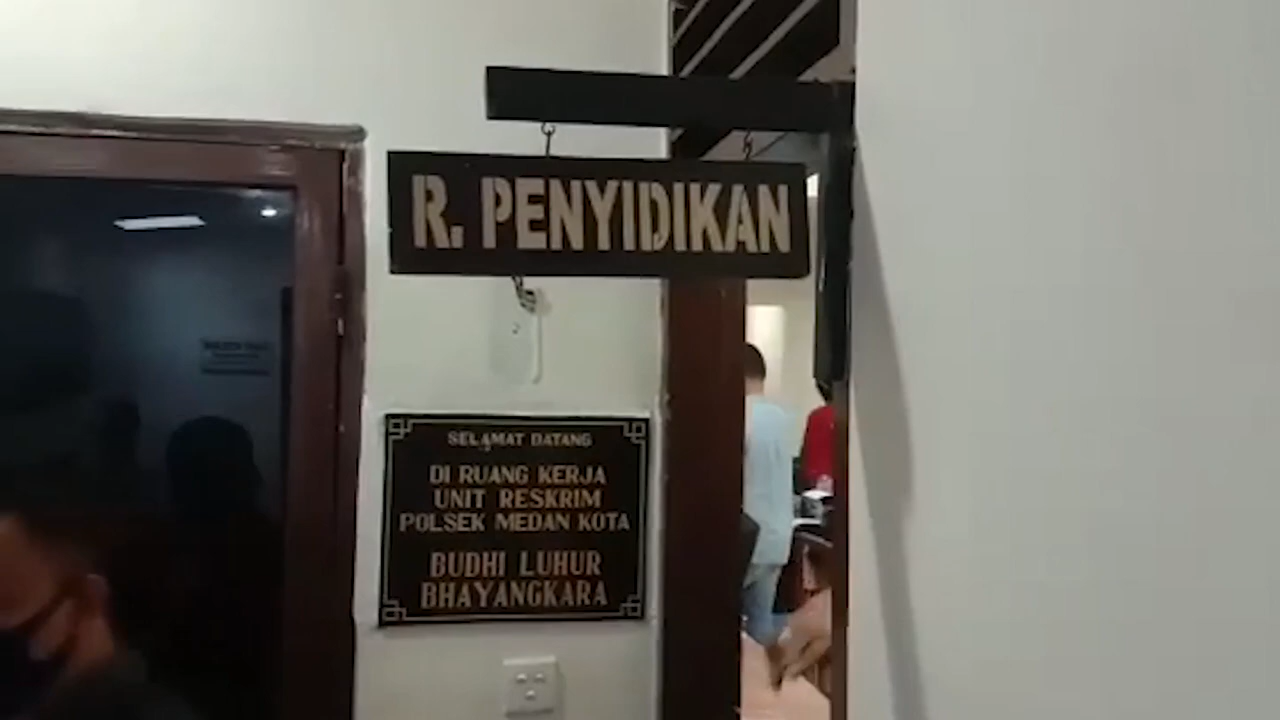 R. PENYIDIKAN
SELAMAT DATANG
DI RUANG KERJA
UNIT RESKRIM
POLSEK MEDAN KOTA
BUDHI LUHUR
BHAYANGKARA